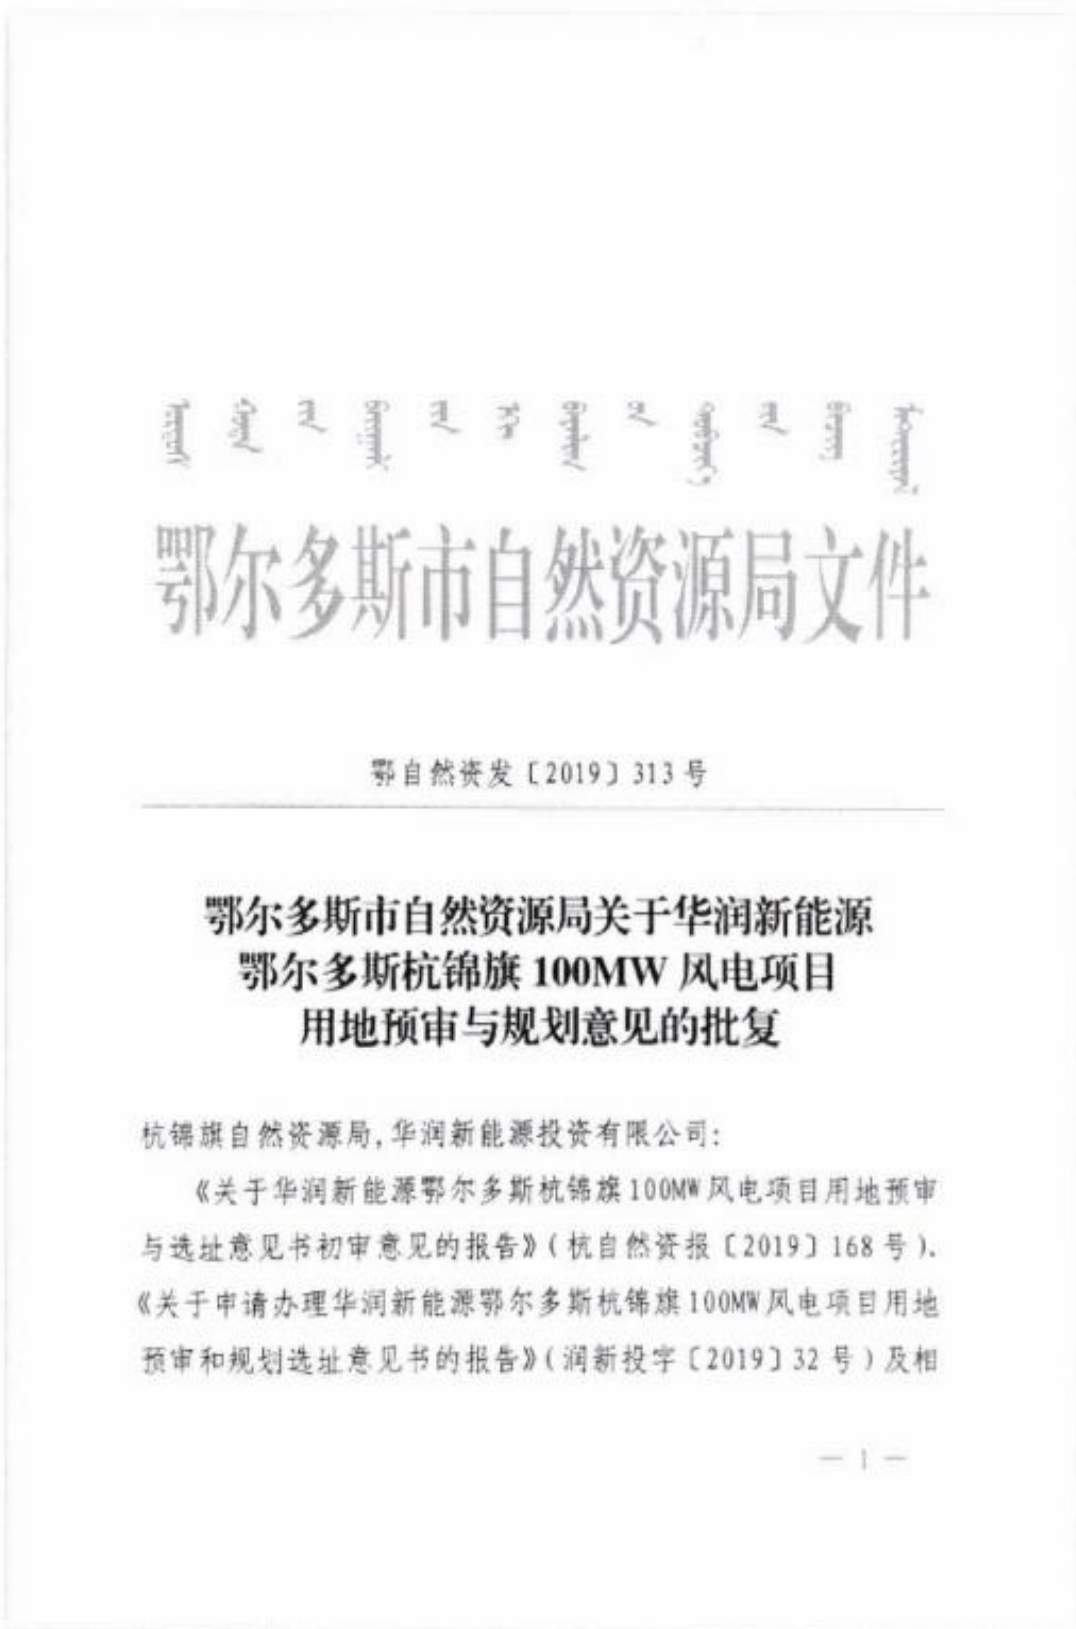 鄂尔多斯市自然资源局文件
鄂自然资发〔2019〕313号
鄂尔多斯市自然资源局关于华润新能源
鄂尔多斯杭锦旗100MW风电项目
用地预审与规划意见的批复
杭锦旗自然资源局,华润新能源投资有限公司:
《关于华润新能源鄂尔多斯杭锦旗100MW风电项目用地预审
与选址意见书初审意见的报告》(杭自然资报〔2019〕168号)、
《关于申请办理华润新能源鄂尔多斯杭锦旗100MW风电项目用地
预审和规划选址意见书的报告》(润新投字〔2019〕32号)及相
— 1 —